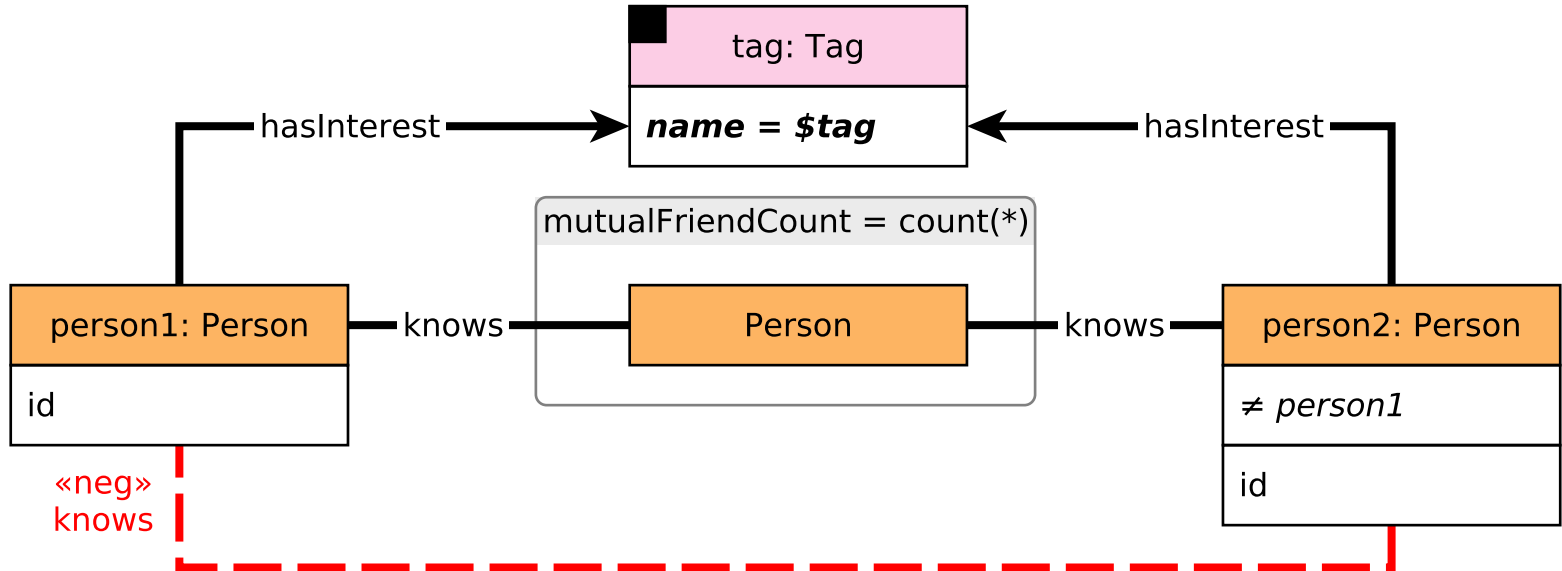 tag: Tag
name = $tag
hasInterest
hasInterest
mutualFriendCount = count(*)
person1: Person
knows
Person
knows
person2: Person
id
≠ person1
id
«neg»
knows